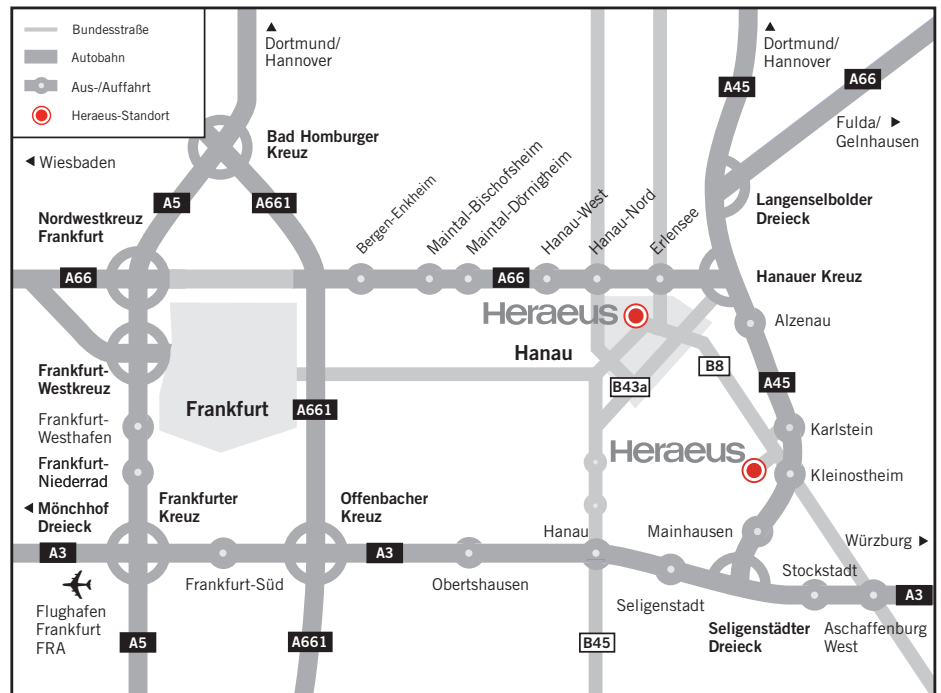 Bundesstraße
Autobahn
Aus-/Auffahrt
Heraeus-Standort
Dortmund/
Hannover
Dortmund/
Hannover
A45
A66
Fulda/
Gelnhausen
Bad Homburger
Kreuz
Wiesbaden
A5
A661
Nordwestkreuz
Frankfurt
Bergen-Enkheim
Maintal-Bischofsheim
Maintal-Dörnigheim
Hanau-West
Hanau-Nord
Erlensee
Langenselbolder
Dreieck
A66
A66
Hanauer Kreuz
Heraeus
Alzenau
Hanau
B8
Frankfurt-
Westkreuz
B43a
A45
Frankfurt
A661
Frankfurt-
Westhafen
Karlstein
Heraeus
Frankfurt-
Niederrad
Kleinostheim
Mönchhof
Dreieck
Frankfurter
Kreuz
Offenbacher
Kreuz
Hanau
Mainhausen
Würzburg
A3
A3
Frankfurt-Süd
Obertshausen
Stockstadt
A3
Flughafen
Frankfurt
FRA
Seligenstadt
A5
A661
B45
Seligenstädter
Dreieck
Aschaffenburg
West